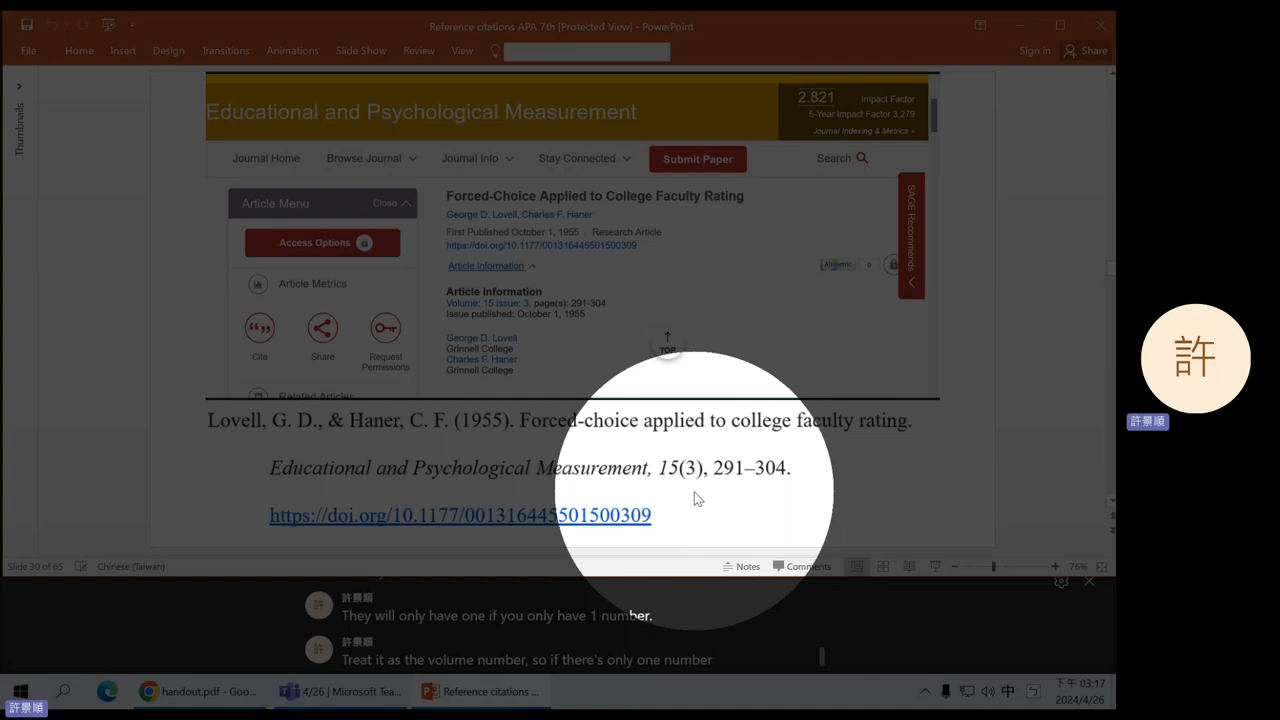 Reference citations APA 7th [Protected View] - PowerPoint
File Home Insert Design Transitions Animations Slide Show Review View Sign in Share
Thumbnails
Educational and Psychological Measurement
2.821 Impact Factor
5-Year Impact Factor 3.279
Journal Indexing & Metrics »
Journal Home Browse Journal Journal Info Stay Connected Submit Paper Search
Article Menu Close
Access Options
Article Metrics
Cite Share Request
Permissions
Related Articles
Forced-Choice Applied to College Faculty Rating
George D. Lovell, Charles F. Haner
First Published October 1, 1955 Research Article
https://doi.org/10.1177/001316445501500309
Article information
Altmetric 0
SAGE Recommends
Article Information
Volume: 15 issue: 3, page(s): 291-304
Issue published: October 1, 1955
George D. Lovell
Grinnell College
Charles F. Haner
Grinnell College
TOP
Lovell, G. D., & Haner, C. F. (1955). Forced-choice applied to college faculty rating.
Educational and Psychological Measurement, 15(3), 291–304.
https://doi.org/10.1177/001316445501500309
Slide 30 of 65 Chinese (Taiwan) Notes Comments 76%
許 許景順
They will only have one if you only have 1 number.
許 許景順
Treat it as the volume number, so if there's only one number
handout.pdf - Goo... 4/26 | Microsoft Tea... Reference citations ... 中 下午 03:17
2024/4/26
許景順
許
許景順